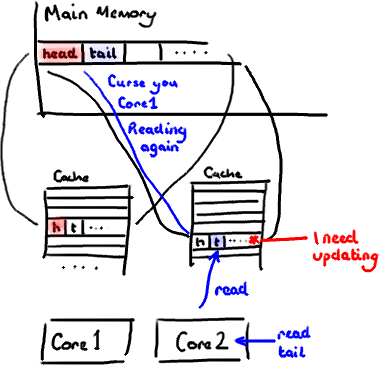 Main Memory
head tail ....
Curse you
Core1
Reading
again
Cache
h t ...
....
Cache
h t ... *
I need
updating
read
Core 1
Core 2
read
tail